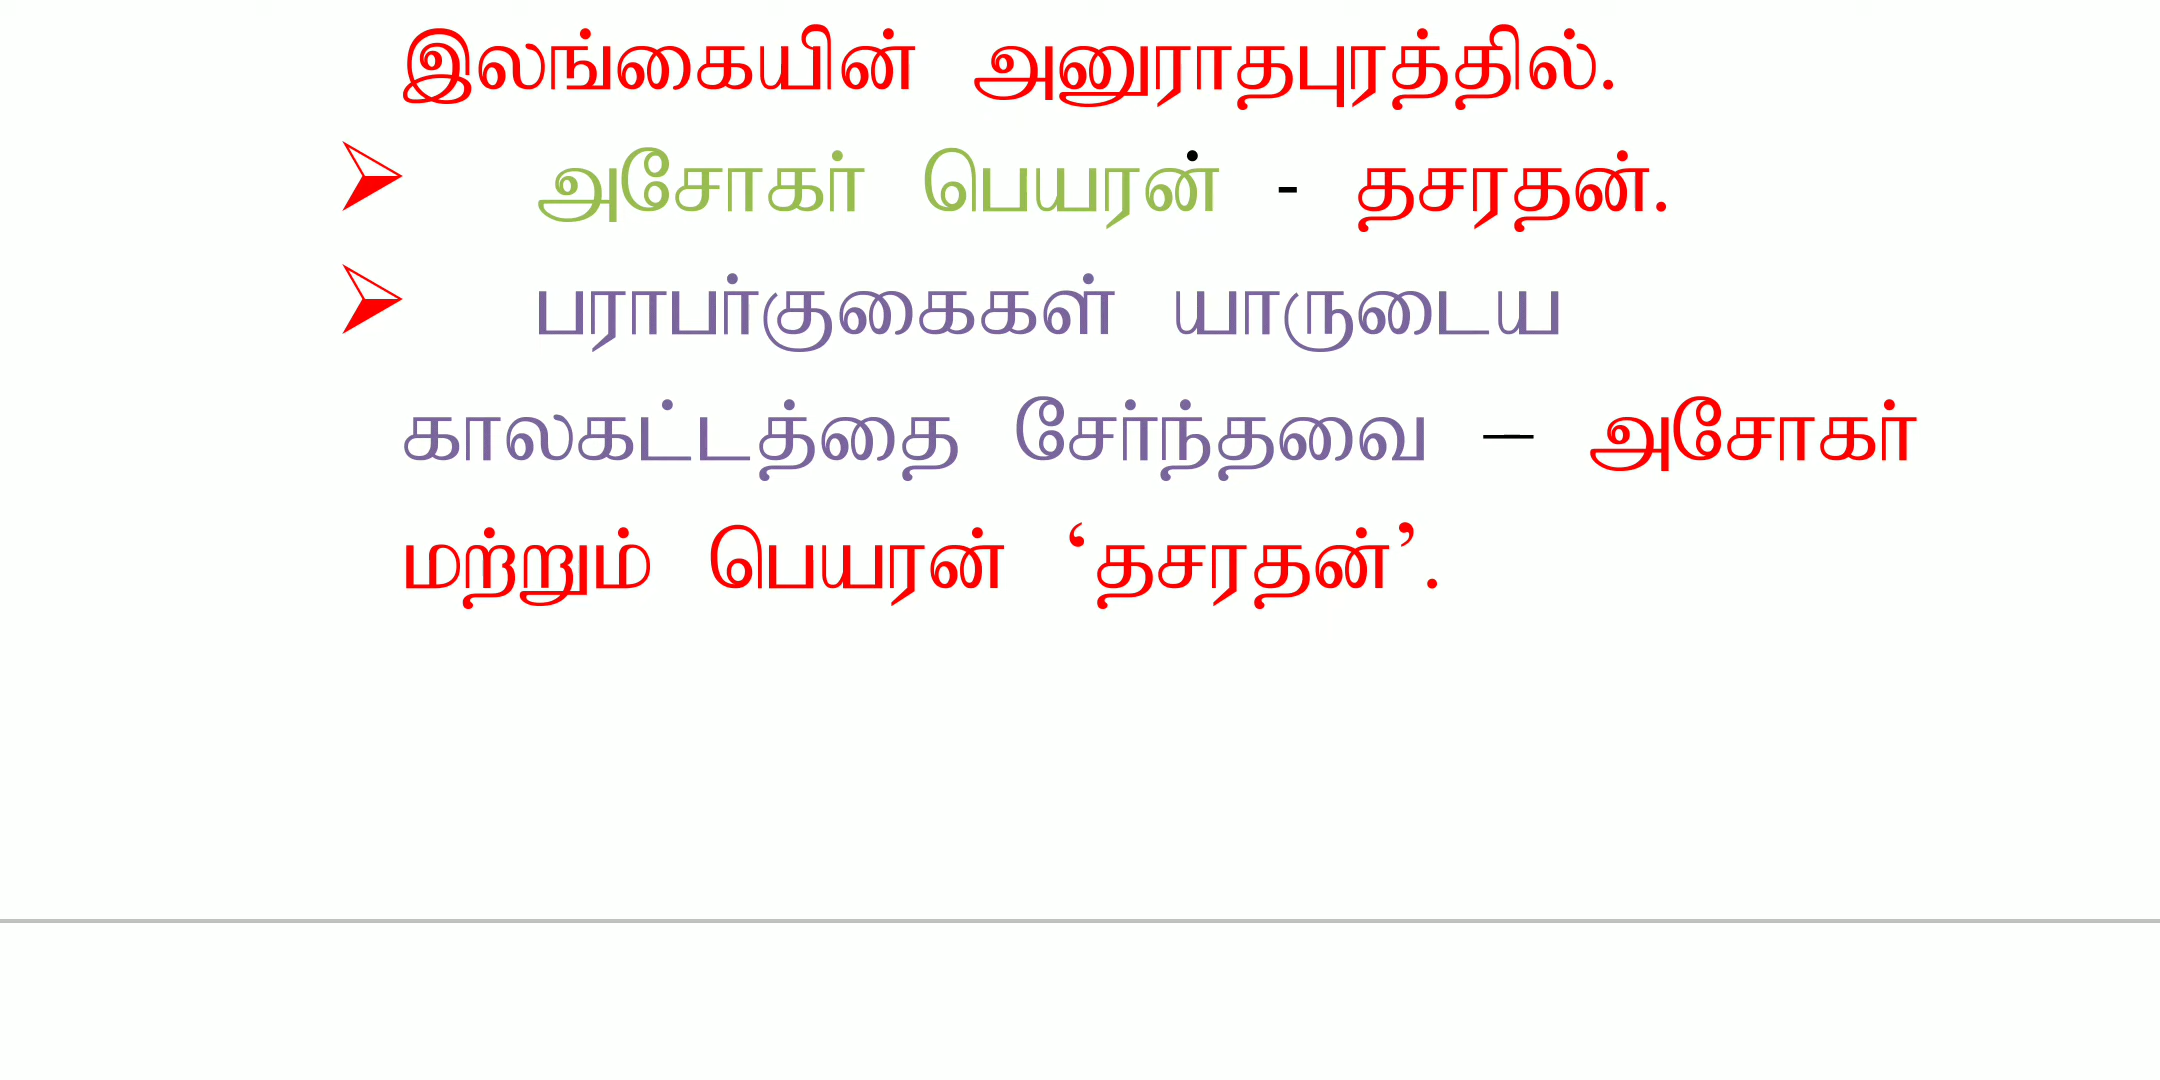 இலங்கையின் அனுராதபுரத்தில்.
➢ அசோகர் பெயரன் - தசரதன்.
➢ பராபர்குகைகள் யாருடைய
காலகட்டத்தை சேர்ந்தவை – அசோகர்
மற்றும் பெயரன் ‘தசரதன்’.